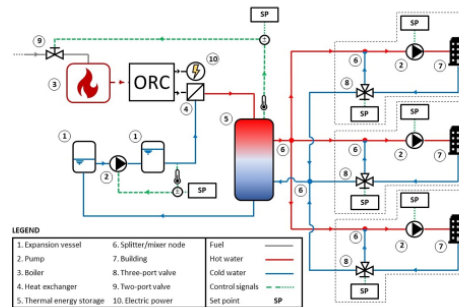 SP
9
10
3
ORC
4
1
1
2
5
SP
SP
6
2
7
8
SP
6
SP
6
2
7
8
SP
6
SP
6
2
7
8
SP
LEGEND
1. Expansion vessel
6. Splitter/mixer node
Fuel
2. Pump
7. Building
Hot water
3. Boiler
8. Three-port valve
Cold water
4. Heat exchanger
9. Two-port valve
Control signals
5. Thermal energy storage
10. Electric power
Set point
SP